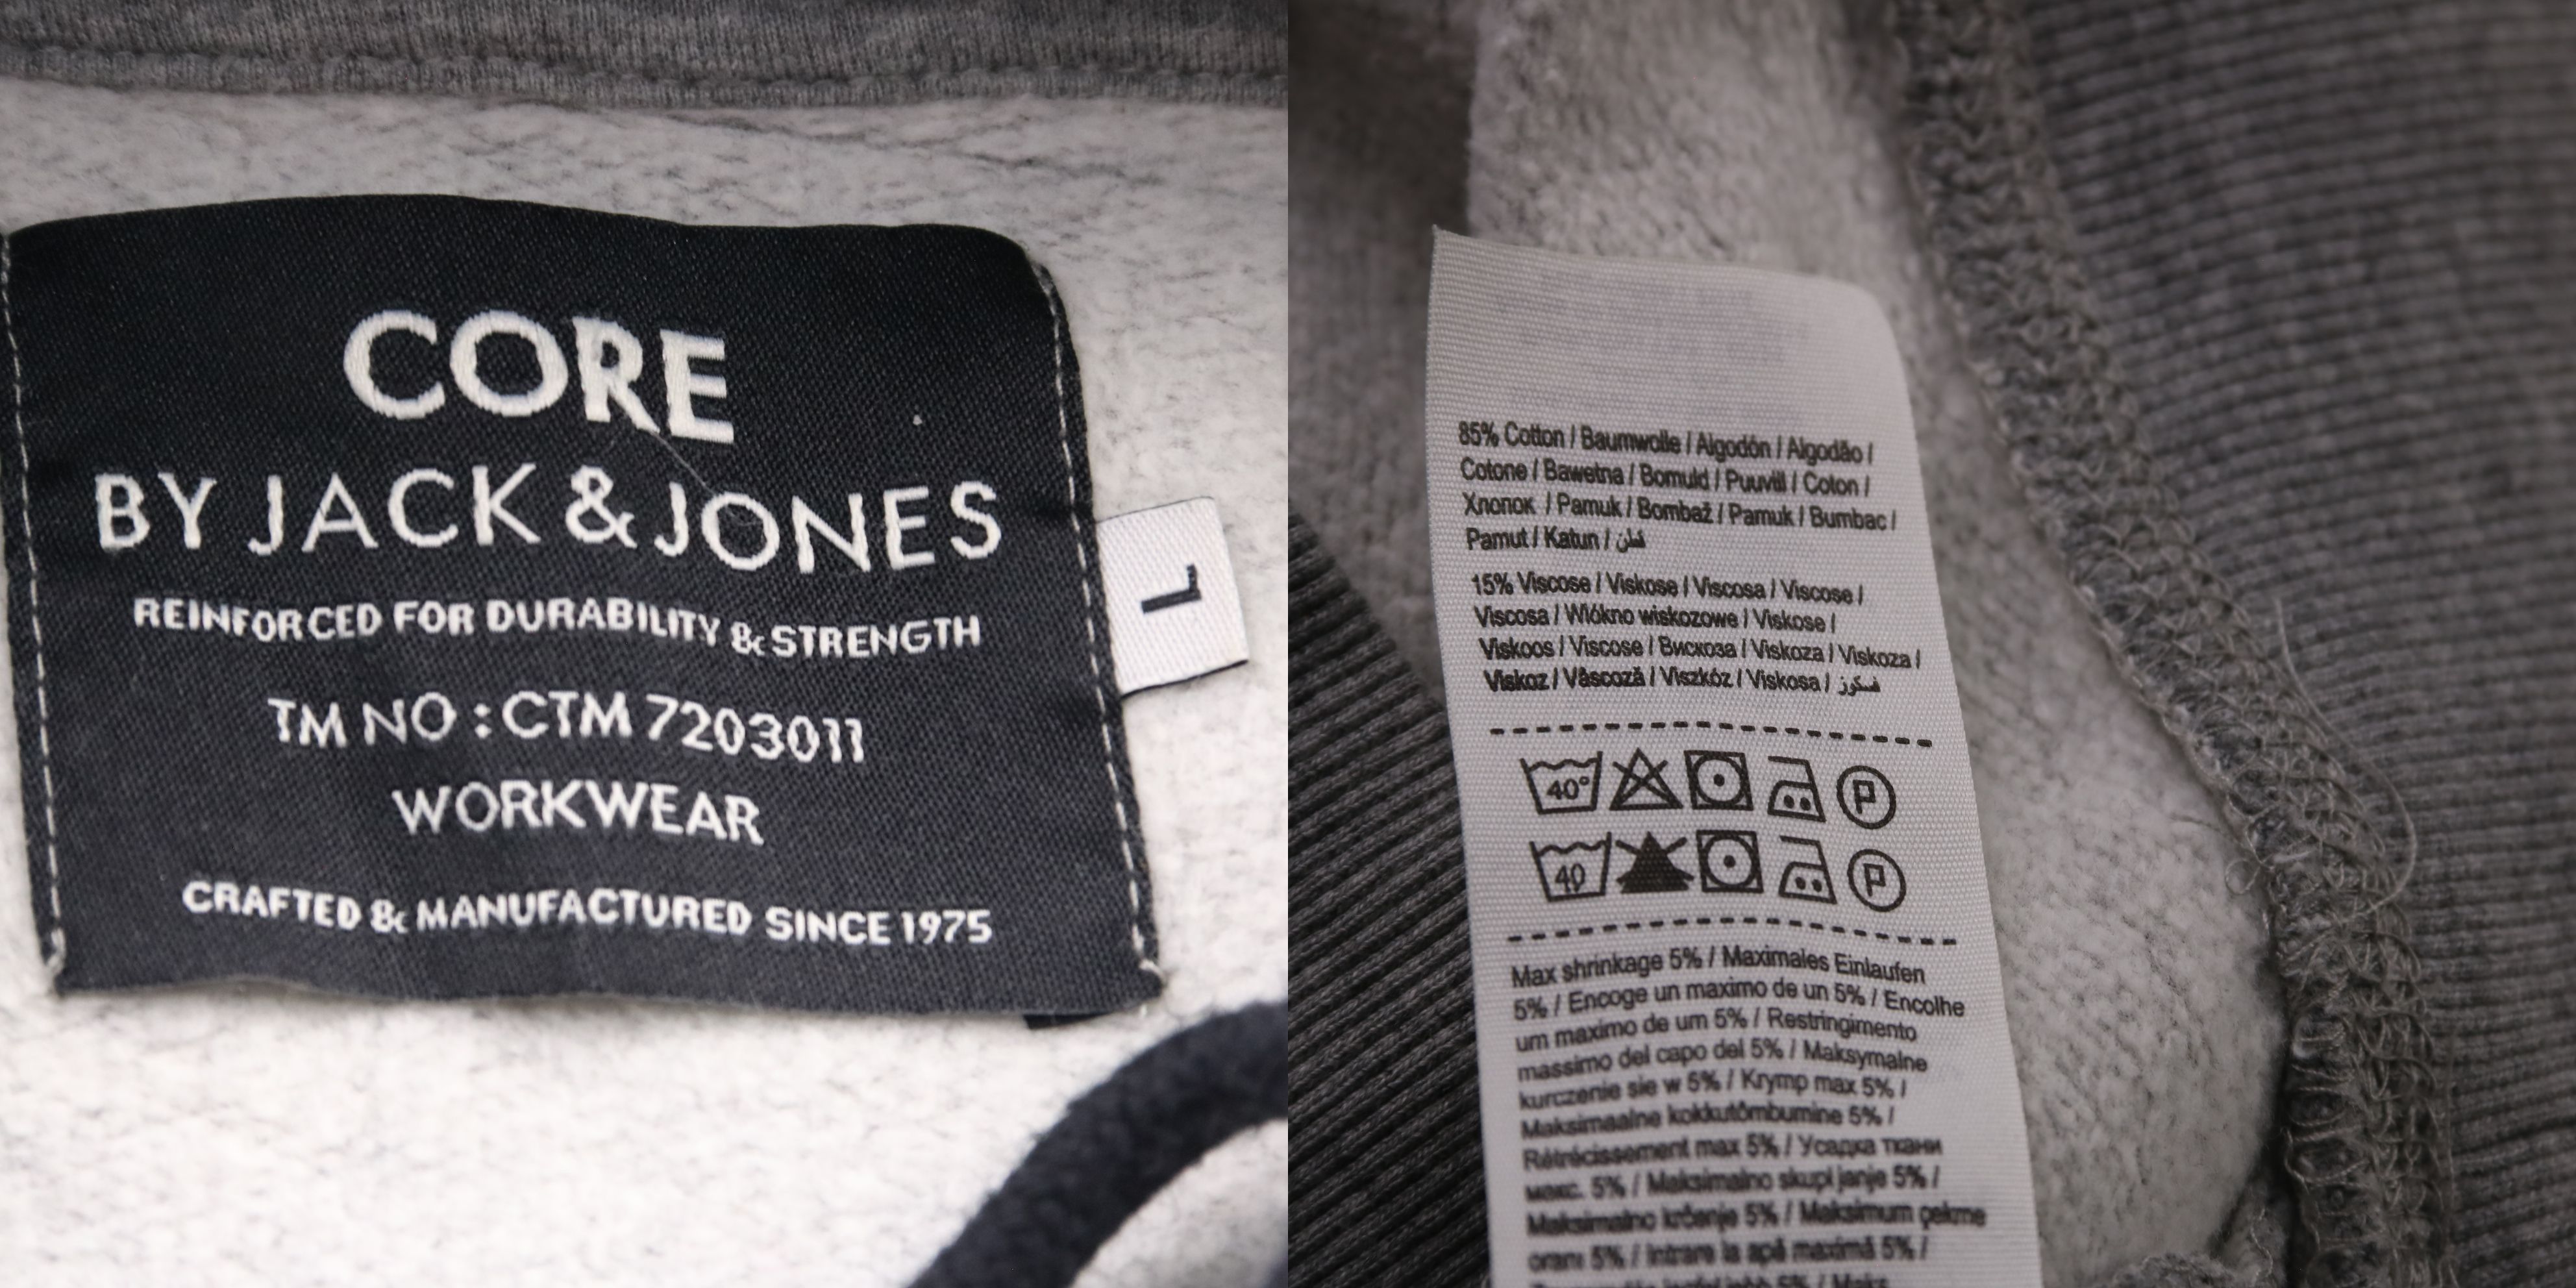 CORE
BY JACK & JONES
REINFORCED FOR DURABILITY & STRENGTH
TM NO : CTM 7203011
WORKWEAR
CRAFTED & MANUFACTURED SINCE 1975
L
85% Cotton / Baumwolle / Algodón / Algodão /
Cotone / Bawełna / Bomuld / Puuvill / Coton /
Хлопок / Pamuk / Bombaž / Pamuk / Bumbac /
Pamut / Katun / قطن
15% Viscose / Viskose / Viscosa / Viscose /
Viscosa / Wlókno wiskozowe / Viskose /
Viskoos / Viscose / Вискоза / Viskoza / Viskoza /
Viskoz / Vâscoză / Viszkóz / Viskosa / فسكوز
40° P
40 P
Max shrinkage 5% / Maximales Einlaufen
5% / Encoge un maximo de un 5% / Encolhe
um maximo de um 5% / Restringimento
massimo del capo del 5% / Maksymalne
kurczenie sie w 5% / Krymp max 5% /
Maksimaalne kokkutõmbumine 5% /
Rétrécissement max 5% / Усадка ткани
макс. 5% / Maksimalno skupljanje 5% /
Maksimalno krčenje 5% / Maksimum çekme
oranı 5% / Intrare la apă maximă 5% /
5% / Maks